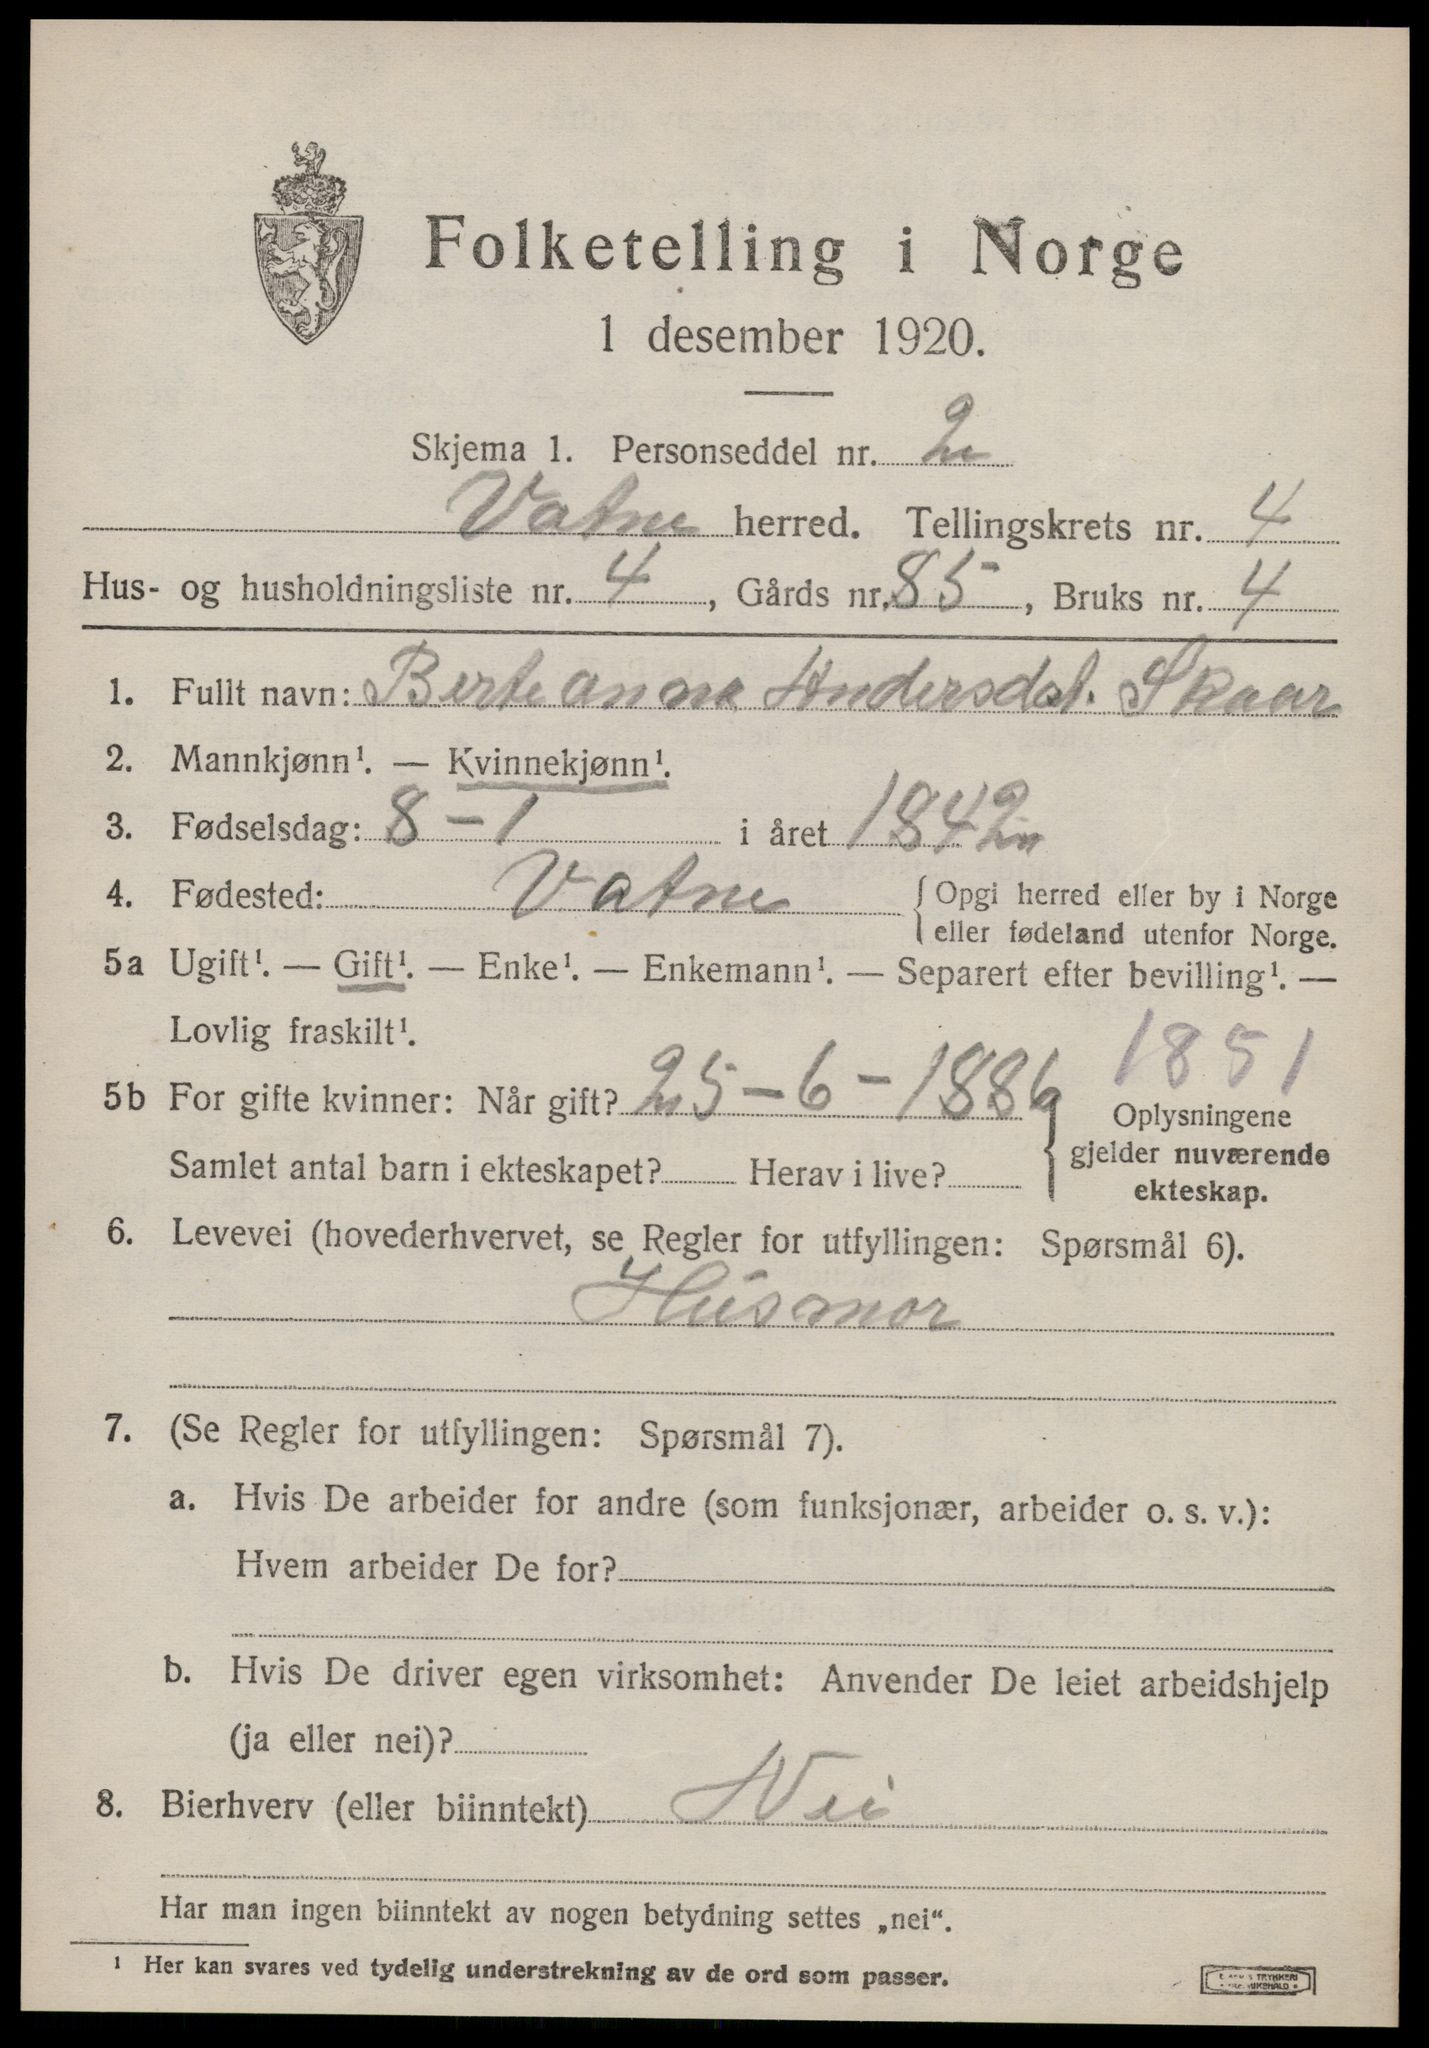 Folketelling i Norge
1 desember 1920.
Skjema 1. Personseddel nr. 2
Vatne herred. Tellingskrets nr. 4
Hus- og husholdningsliste nr. 4, Gårds nr. 85, Bruks nr. 4
1. Fullt navn: Berteanna Andersdat. Skaar
2. Mannkjønn¹. — Kvinnekjønn¹.
3. Fødselsdag: 8 – 1 i året 1842
4. Fødested: Vatne { Opgi herred eller by i Norge
eller fødeland utenfor Norge.
5a Ugift¹. — Gift¹. — Enke¹. — Enkemann¹. — Separert efter bevilling¹. —
Lovlig fraskilt¹.
1851
5b For gifte kvinner: Når gift? 25 – 6 – 1886
Samlet antal barn i ekteskapet? Herav i live?
} Oplysningene
gjelder nuværende
ekteskap.
6. Levevei (hovederhvervet, se Regler for utfyllingen: Spørsmål 6).
Husmor
7. (Se Regler for utfyllingen: Spørsmål 7).
a. Hvis De arbeider for andre (som funksjonær, arbeider o. s. v.):
Hvem arbeider De for?
b. Hvis De driver egen virksomhet: Anvender De leiet arbeidshjelp
(ja eller nei)?
8. Bierhverv (eller biinntekt) Nei
Har man ingen biinntekt av nogen betydning settes „nei“.
¹ Her kan svares ved tydelig understrekning av de ord som passer.
TRYKKERI